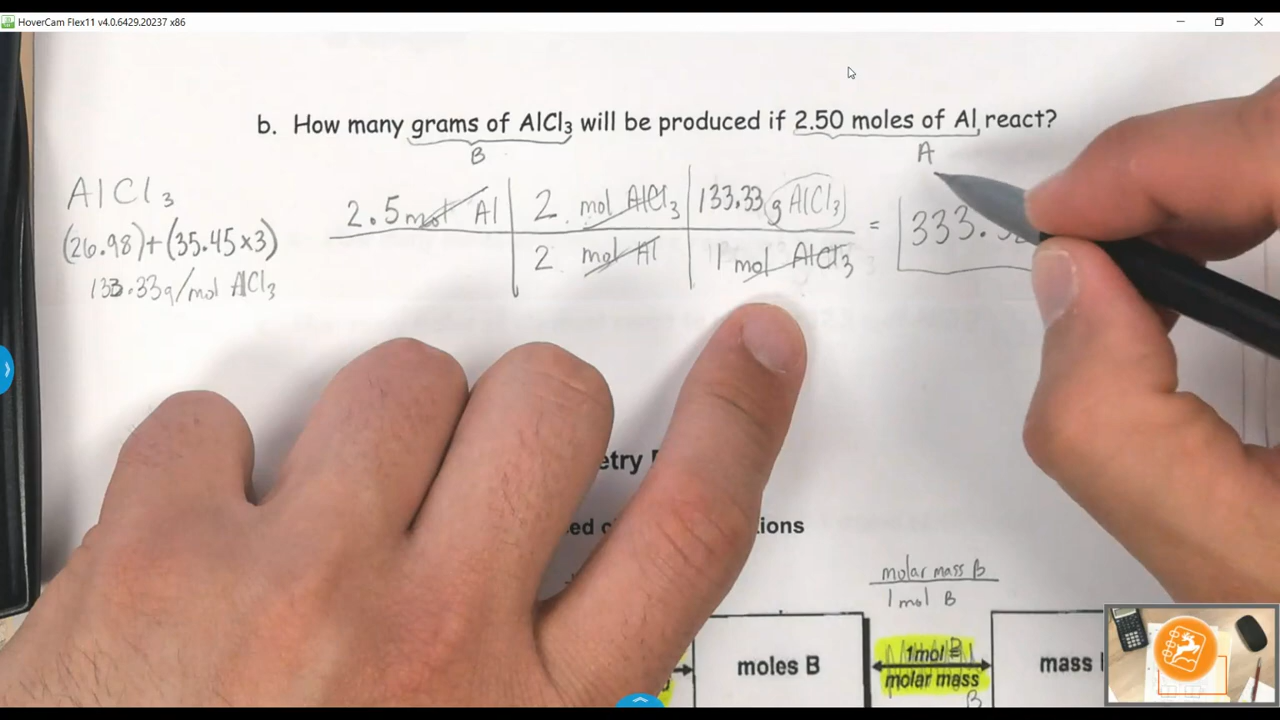 HoverCam Flex11 v4.0.6429.20237 x86
b. How many grams of AlCl₃ will be produced if 2.50 moles of Al react?
B
A
AlCl₃
(26.98)+(35.45×3)
133.33g/mol AlCl₃
2.5 mol Al 2 mol AlCl₃ 133.33 g AlCl₃ = 333.
2 mol Al 1 mol AlCl₃
molar mass B
1 mol B
moles B
1mol B
molar mass
B
mass